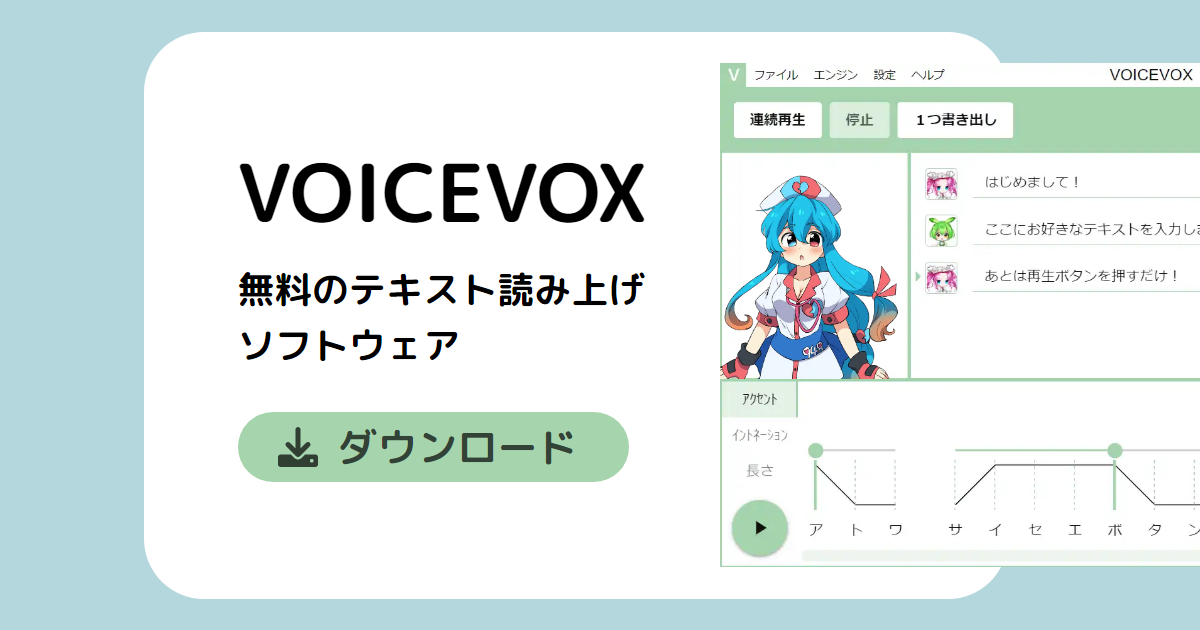 VOICEVOX
無料のテキスト読み上げ
ソフトウェア
ダウンロード
V ファイル エンジン 設定 ヘルプ VOICEVOX
連続再生 停止 1つ書き出し
はじめまして！
ここにお好きなテキストを入力しま
あとは再生ボタンを押すだけ！
アクセント
イントネーション
長さ
ア ト ワ サ イ セ エ ボ タ ン